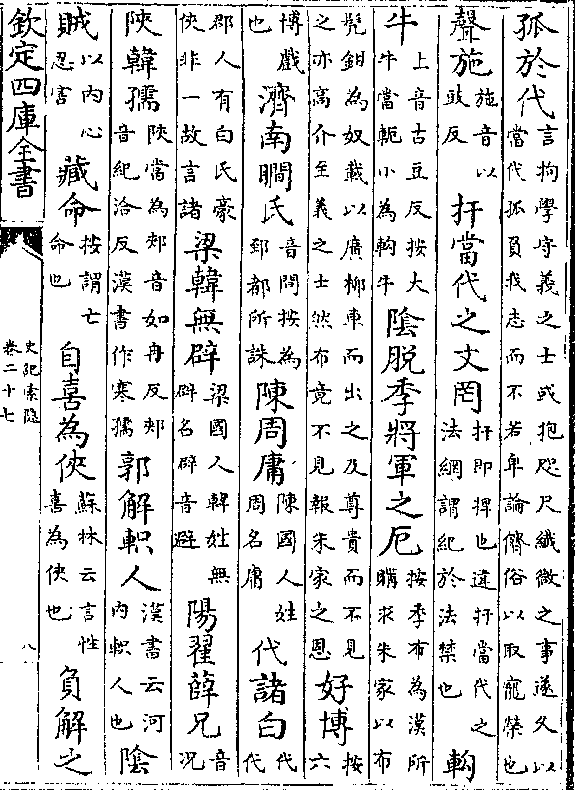 孤於代言拘學守義之士或抱咫尺纖微之事遂久以當代孤負我志而不若卑論儕俗以取寵榮也
聲施施音以豉反扞當代之文罔扞即捍也違扞當代之法網謂紀於法禁也軥
牛上音古豆反按大牛當軛小為軥牛陰脫季將軍之厄按季布為漢所購求朱家以布
髠鉗為奴載以廣柳車而出之及尊貴而不見之亦高介至義之士然布竟不見報朱家之恩好博按六
博戲也濟南瞷氏音閒按為郅都所誅陳周庸陳國人姓周名庸代諸白代代
郡人有白氏豪俠非一故言諸梁韓無辟梁國人韓姓無辟名辟音避陽翟薛兄音況
陜韓孺陜當為郟音如冉反郟音紀洽反漢書作寒孺郭解軹人漢書云河内軹人也陰
賊以内心忍害藏命按謂亡命也自喜為俠蘇林云言性喜為俠也負解之
欽定四庫全書
史記索隱
卷二十七
八